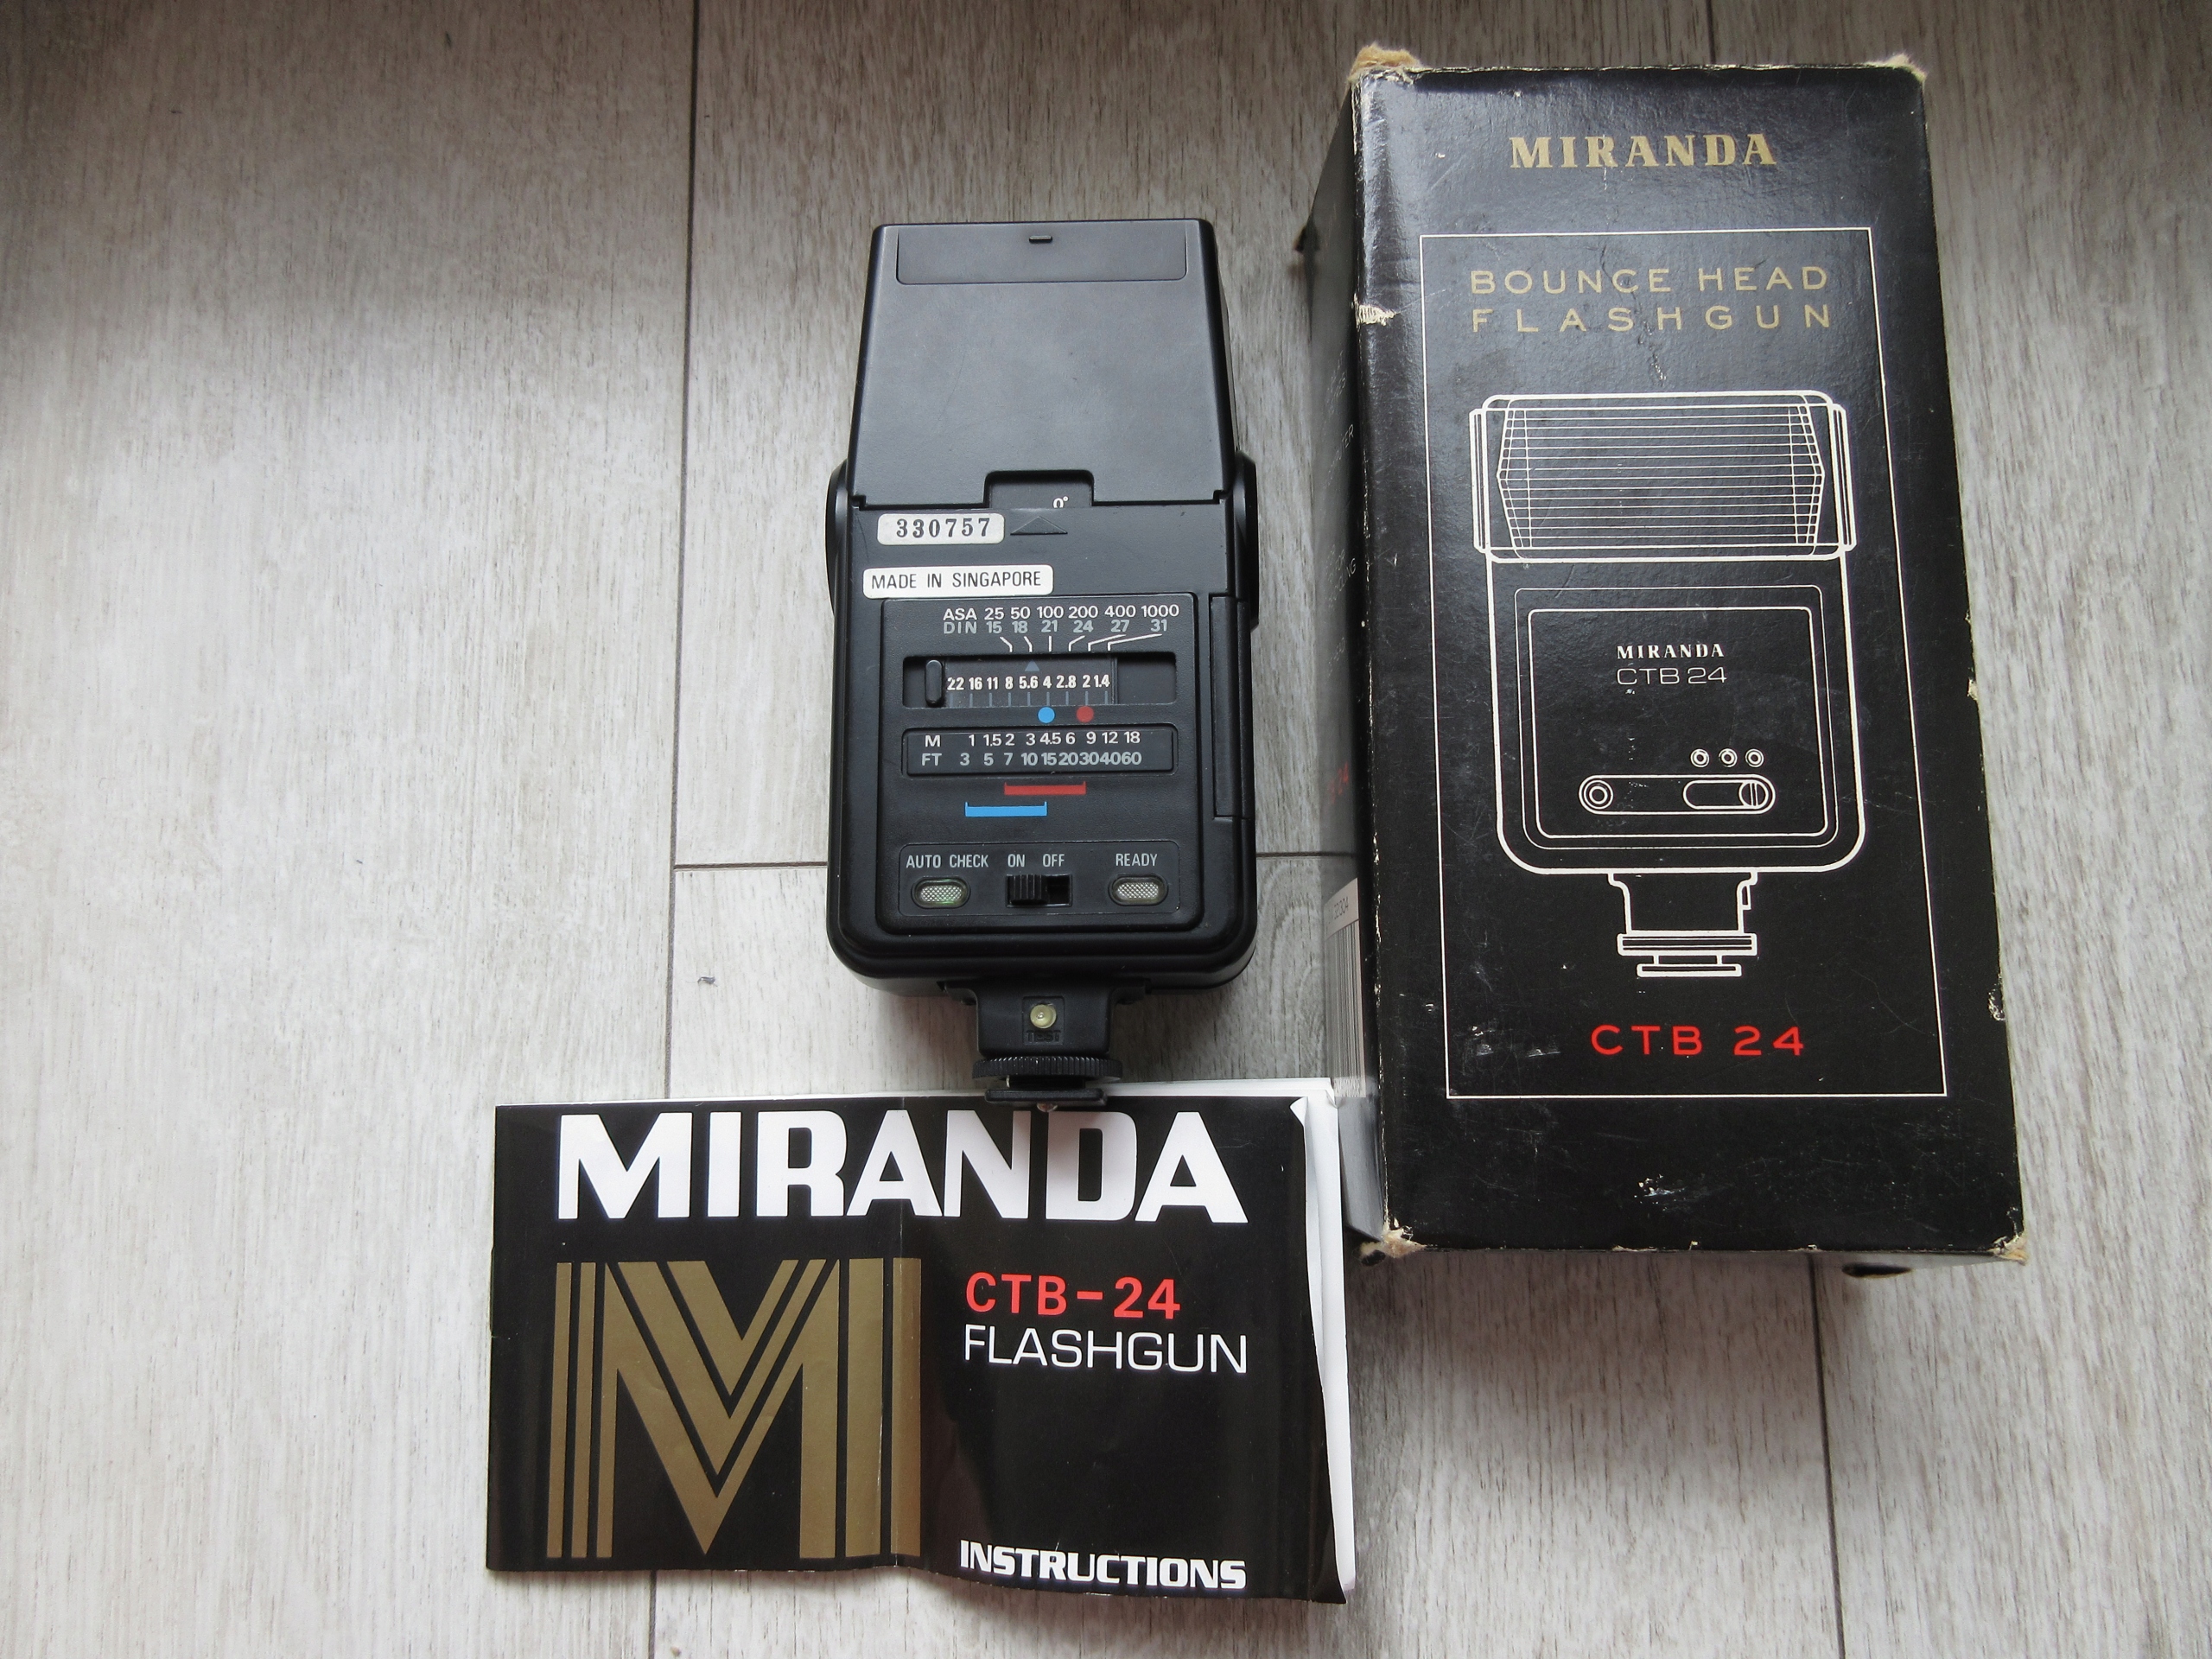 0°
330757
MADE IN SINGAPORE
ASA 25 50 100 200 400 1000
DIN 15 18 21 24 27 31
22 16 11 8 5.6 4 2.8 2 1.4
M 1 1.5 2 3 4.5 6 9 12 18
FT 3 5 7 10 15 20 30 40 60
AUTO CHECK ON OFF READY
TEST
MIRANDA
CTB-24
FLASHGUN
INSTRUCTIONS
MIRANDA
BOUNCE HEAD
FLASHGUN
MIRANDA
CTB 24
CTB 24